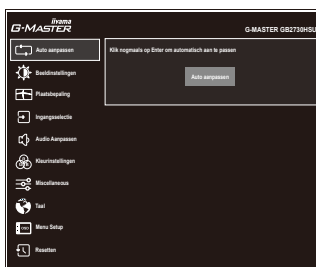 iiyama
G-MASTER
G-MASTER GB2730HSU
Auto aanpassen
Klik nogmaals op Enter om automatisch aan te passen
Auto aanpassen
Beeldinstellingen
Plaatsbepaling
Ingangsselectie
Audio Aanpassen
Kleurinstellingen
Miscellaneous
Taal
Menu Setup
Resetten